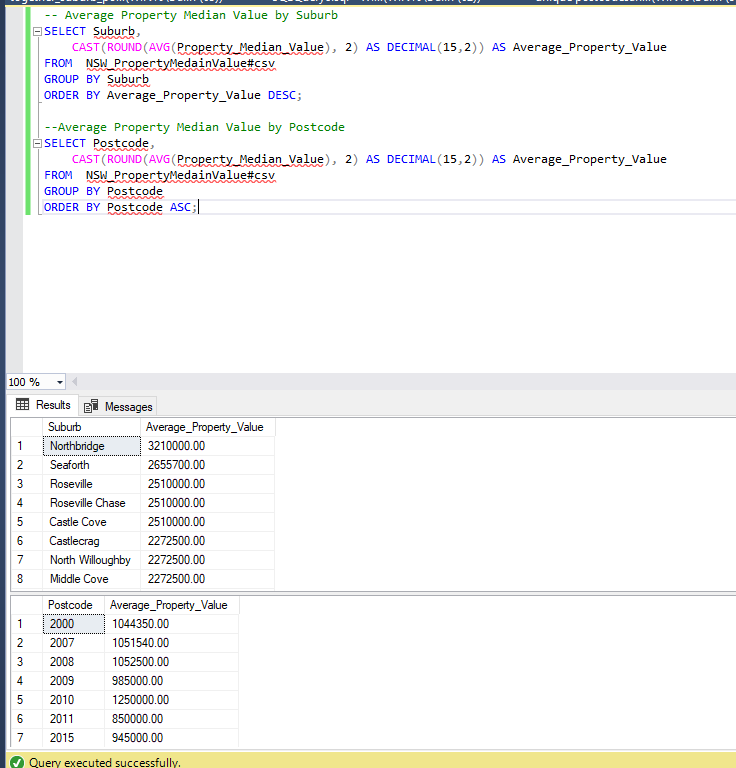 -- Average Property Median Value by Suburb
SELECT Suburb,
CAST(ROUND(AVG(Property_Median_Value), 2) AS DECIMAL(15,2)) AS Average_Property_Value
FROM NSW_PropertyMedainValue#csv
GROUP BY Suburb
ORDER BY Average_Property_Value DESC;
--Average Property Median Value by Postcode
SELECT Postcode,
CAST(ROUND(AVG(Property_Median_Value), 2) AS DECIMAL(15,2)) AS Average_Property_Value
FROM NSW_PropertyMedainValue#csv
GROUP BY Postcode
ORDER BY Postcode ASC;
100 %
Results Messages
Suburb Average_Property_Value
1 Northbridge 3210000.00
2 Seaforth 2655700.00
3 Roseville 2510000.00
4 Roseville Chase 2510000.00
5 Castle Cove 2510000.00
6 Castlecrag 2272500.00
7 North Willoughby 2272500.00
8 Middle Cove 2272500.00
Postcode Average_Property_Value
1 2000 1044350.00
2 2007 1051540.00
3 2008 1052500.00
4 2009 985000.00
5 2010 1250000.00
6 2011 850000.00
7 2015 945000.00
Query executed successfully.